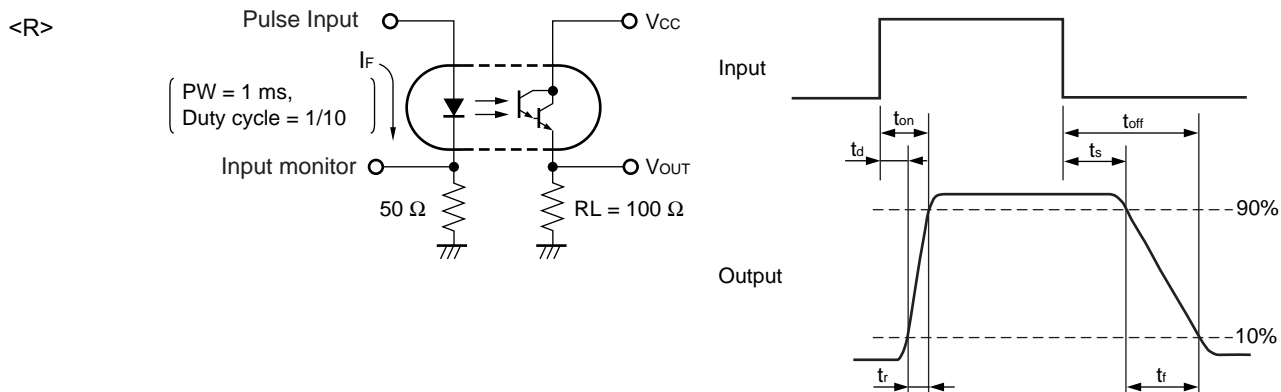 <R>
Pulse Input
VCC
IF
PW = 1 ms,
Duty cycle = 1/10
Input monitor
VOUT
50 Ω
RL = 100 Ω
Input
ton
toff
td
ts
90%
Output
10%
tr
tf